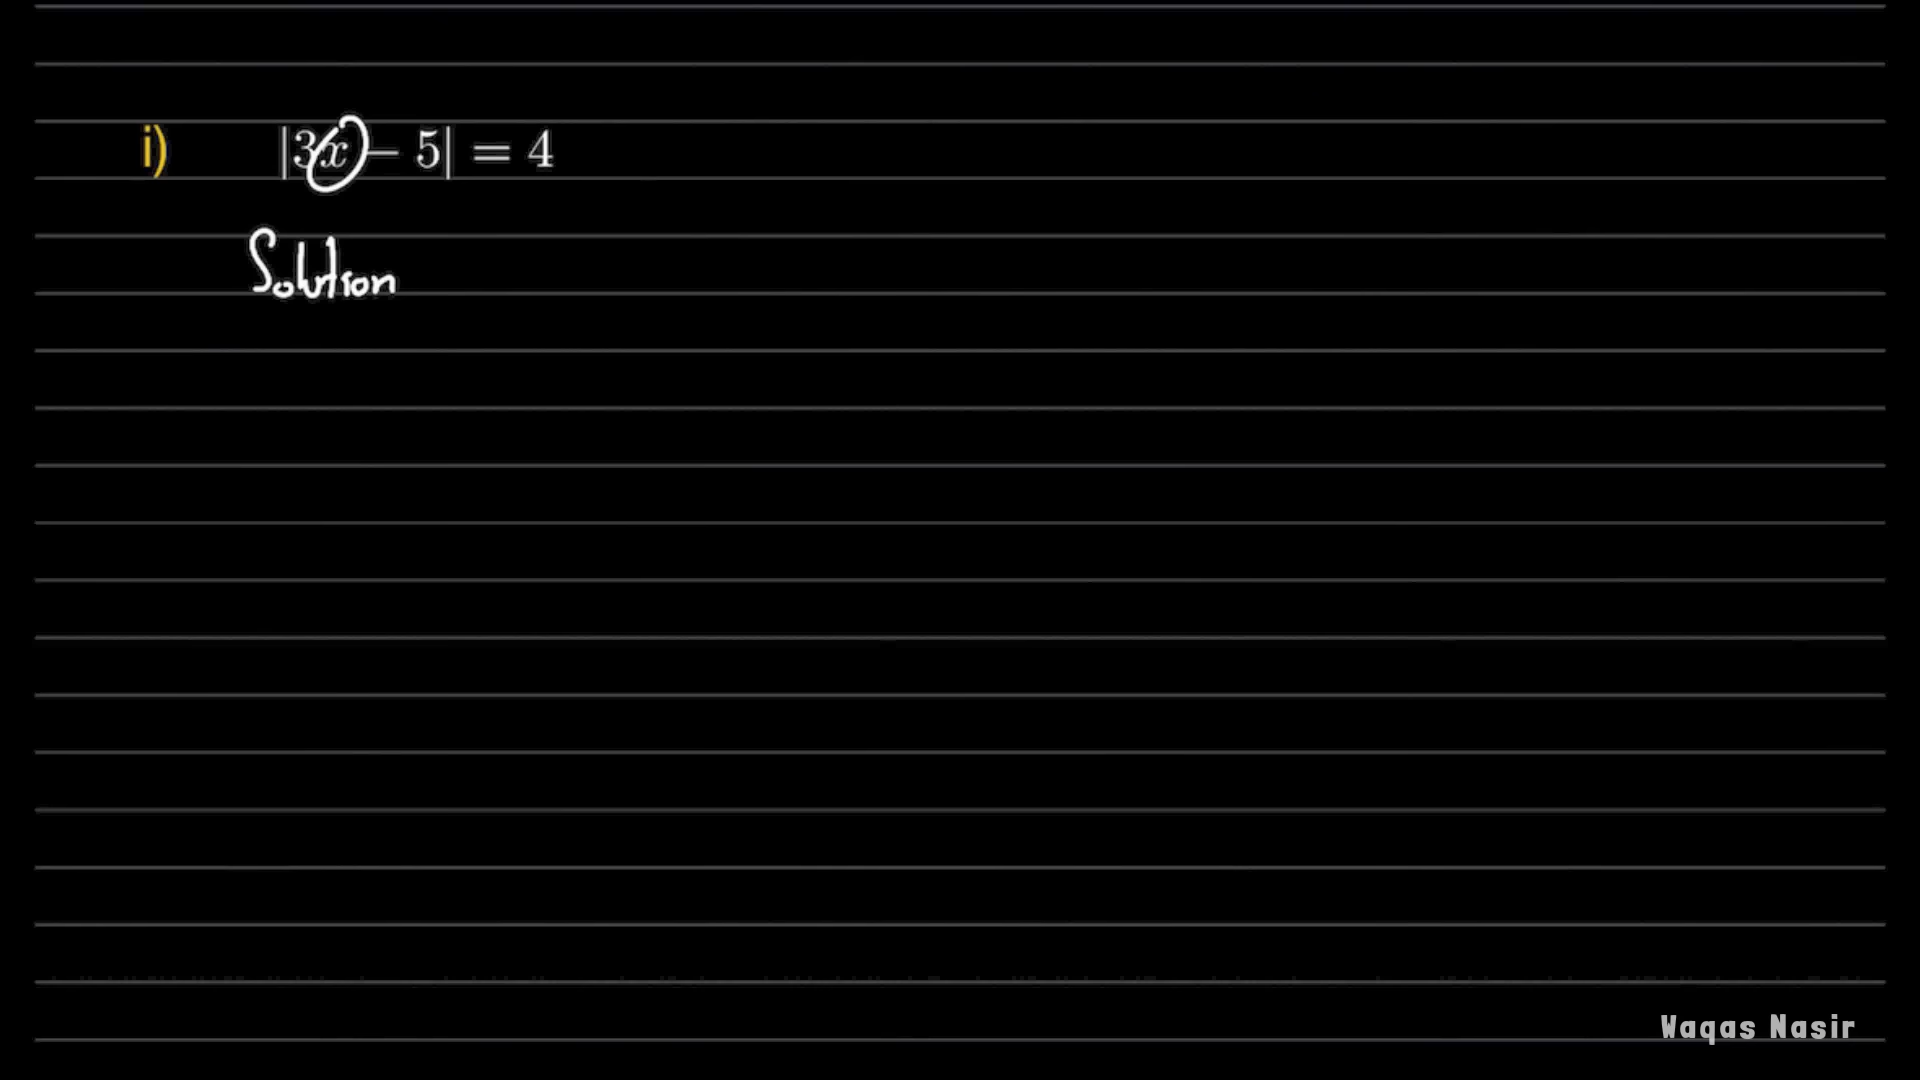 i) |3x − 5| = 4
Solution
Waqas Nasir